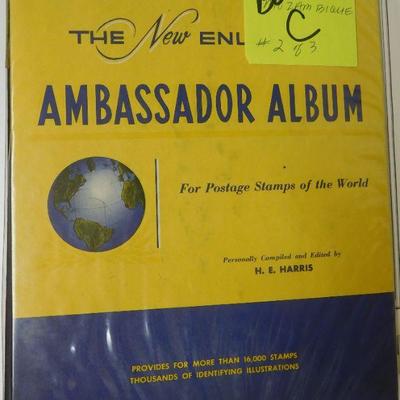 THE New ENL
C
# 2 of 3
AMBASSADOR ALBUM
For Postage Stamps of the World
Personally Compiled and Edited by
H. E. HARRIS
PROVIDES FOR MORE THAN 16,000 STAMPS
THOUSANDS OF IDENTIFYING ILLUSTRATIONS